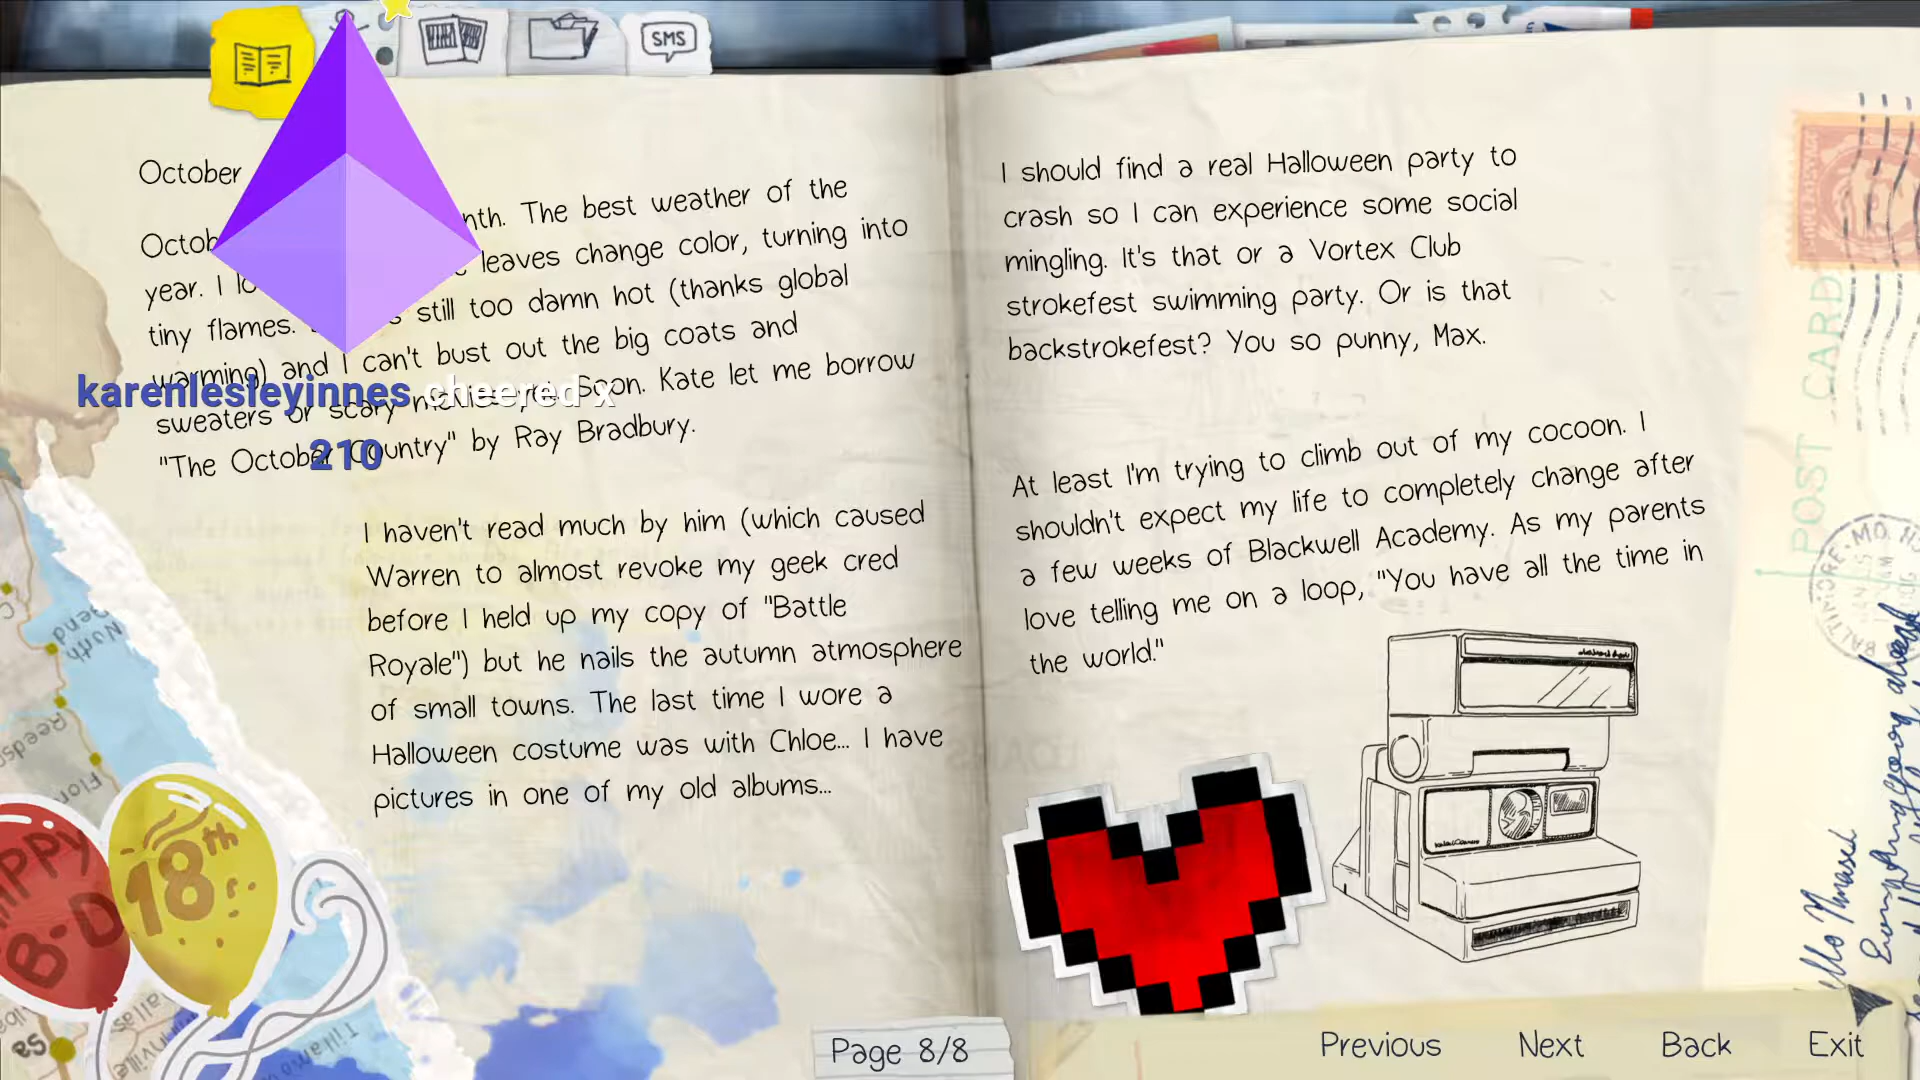 SMS
October
Octob nth. The best weather of the
year. I lo leaves change color, turning into
tiny flames. still too damn hot (thanks global
warming) and I can't bust out the big coats and
sweaters or scary movies yet. Soon. Kate let me borrow
"The October Country" by Ray Bradbury.
karenlesleyinnes cheered x
210
I haven't read much by him (which caused
Warren to almost revoke my geek cred
before I held up my copy of "Battle
Royale") but he nails the autumn atmosphere
of small towns. The last time I wore a
Halloween costume was with Chloe... I have
pictures in one of my old albums...
I should find a real Halloween party to
crash so I can experience some social
mingling. It's that or a Vortex Club
strokefest swimming party. Or is that
backstrokefest? You so punny, Max.
At least I'm trying to climb out of my cocoon. I
shouldn't expect my life to completely change after
a few weeks of Blackwell Academy. As my parents
love telling me on a loop, "You have all the time in
the world."
POST CARD
North
Bend
Reedsp
Flor
HAPPY
B-D
18th
Page 8/8
Previous
Next
Back
Exit